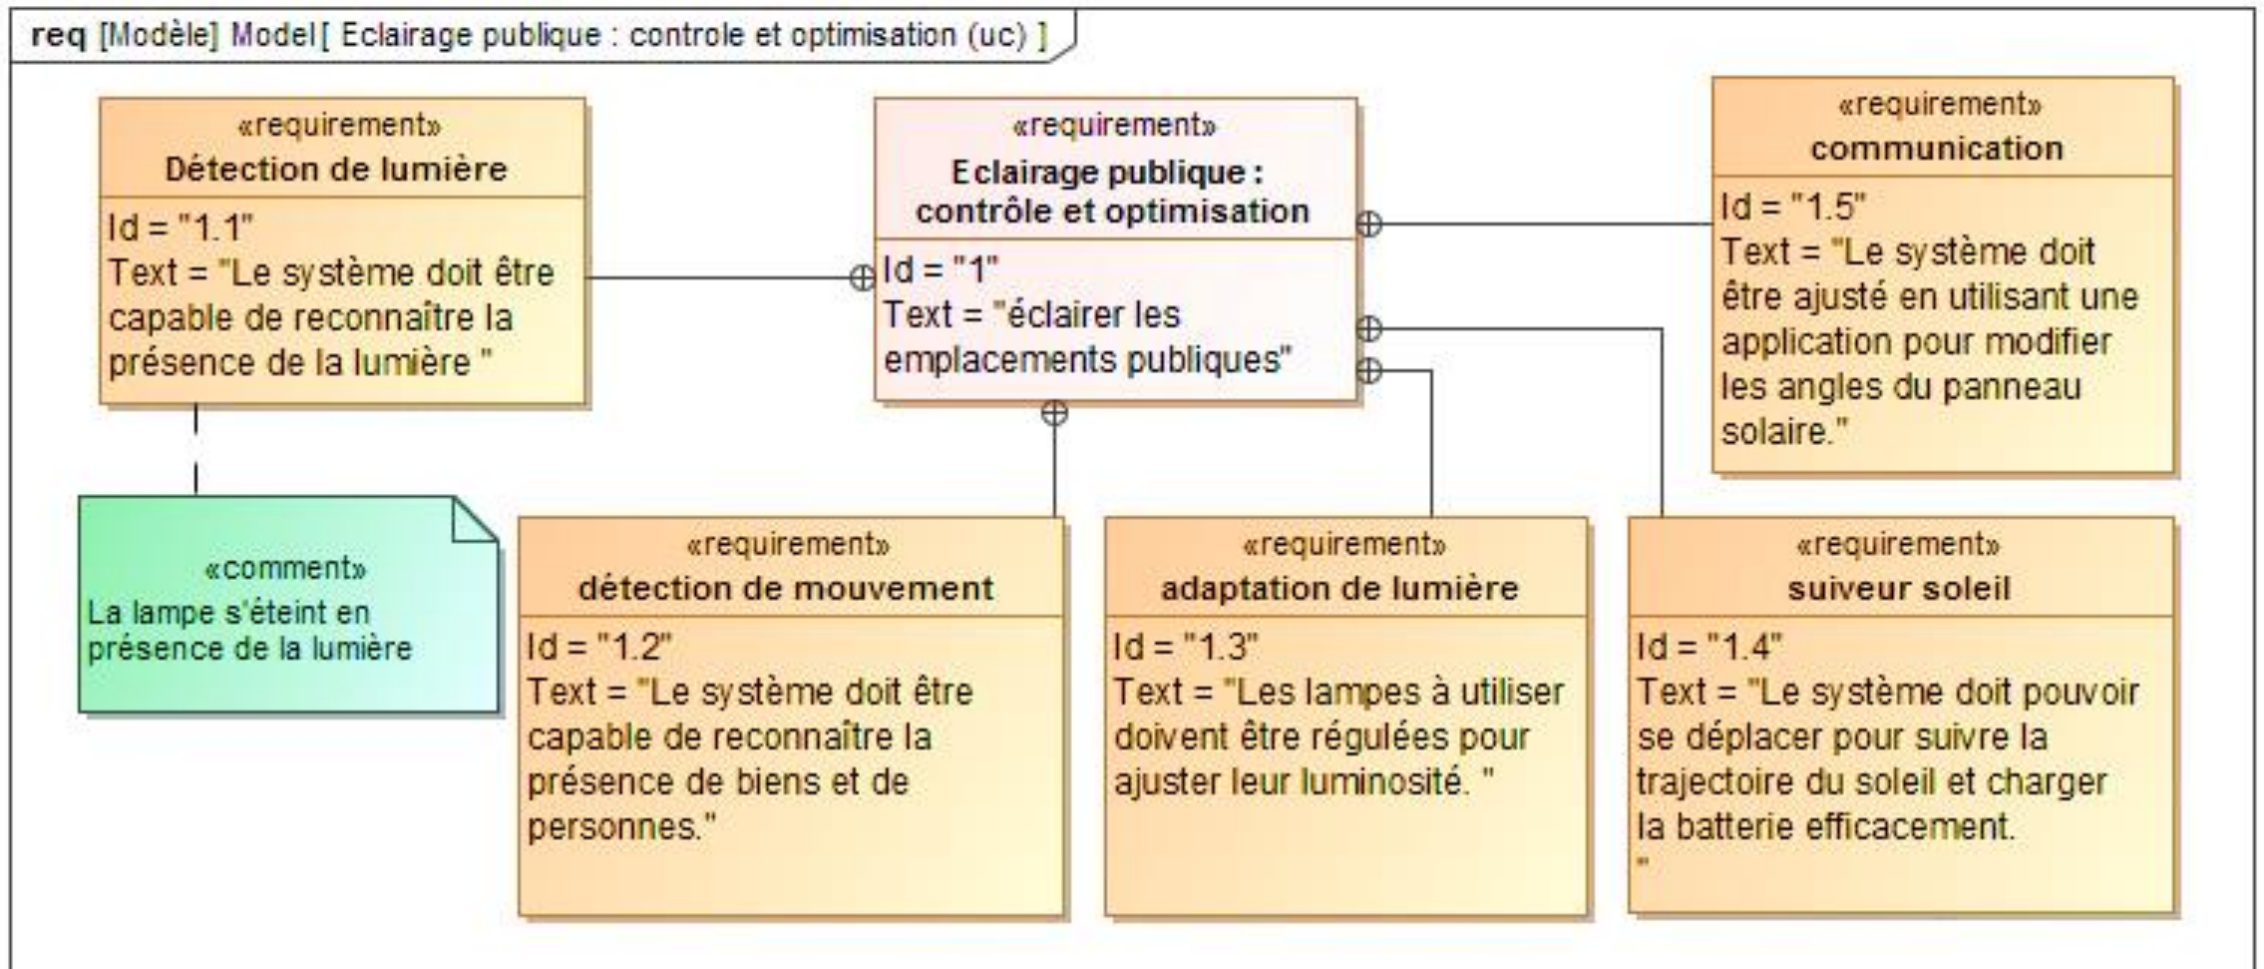 req [Modèle] Model[ Eclairage publique : controle et optimisation (uc) ]
«requirement»
Détection de lumière
Id = "1.1"
Text = "Le système doit être
capable de reconnaître la
présence de la lumière "
«requirement»
Eclairage publique :
contrôle et optimisation
Id = "1"
Text = "éclairer les
emplacements publiques"
«requirement»
communication
Id = "1.5"
Text = "Le système doit
être ajusté en utilisant une
application pour modifier
les angles du panneau
solaire."
«comment»
La lampe s'éteint en
présence de la lumière
«requirement»
détection de mouvement
Id = "1.2"
Text = "Le système doit être
capable de reconnaître la
présence de biens et de
personnes."
«requirement»
adaptation de lumière
Id = "1.3"
Text = "Les lampes à utiliser
doivent être régulées pour
ajuster leur luminosité. "
«requirement»
suiveur soleil
Id = "1.4"
Text = "Le système doit pouvoir
se déplacer pour suivre la
trajectoire du soleil et charger
la batterie efficacement.
"